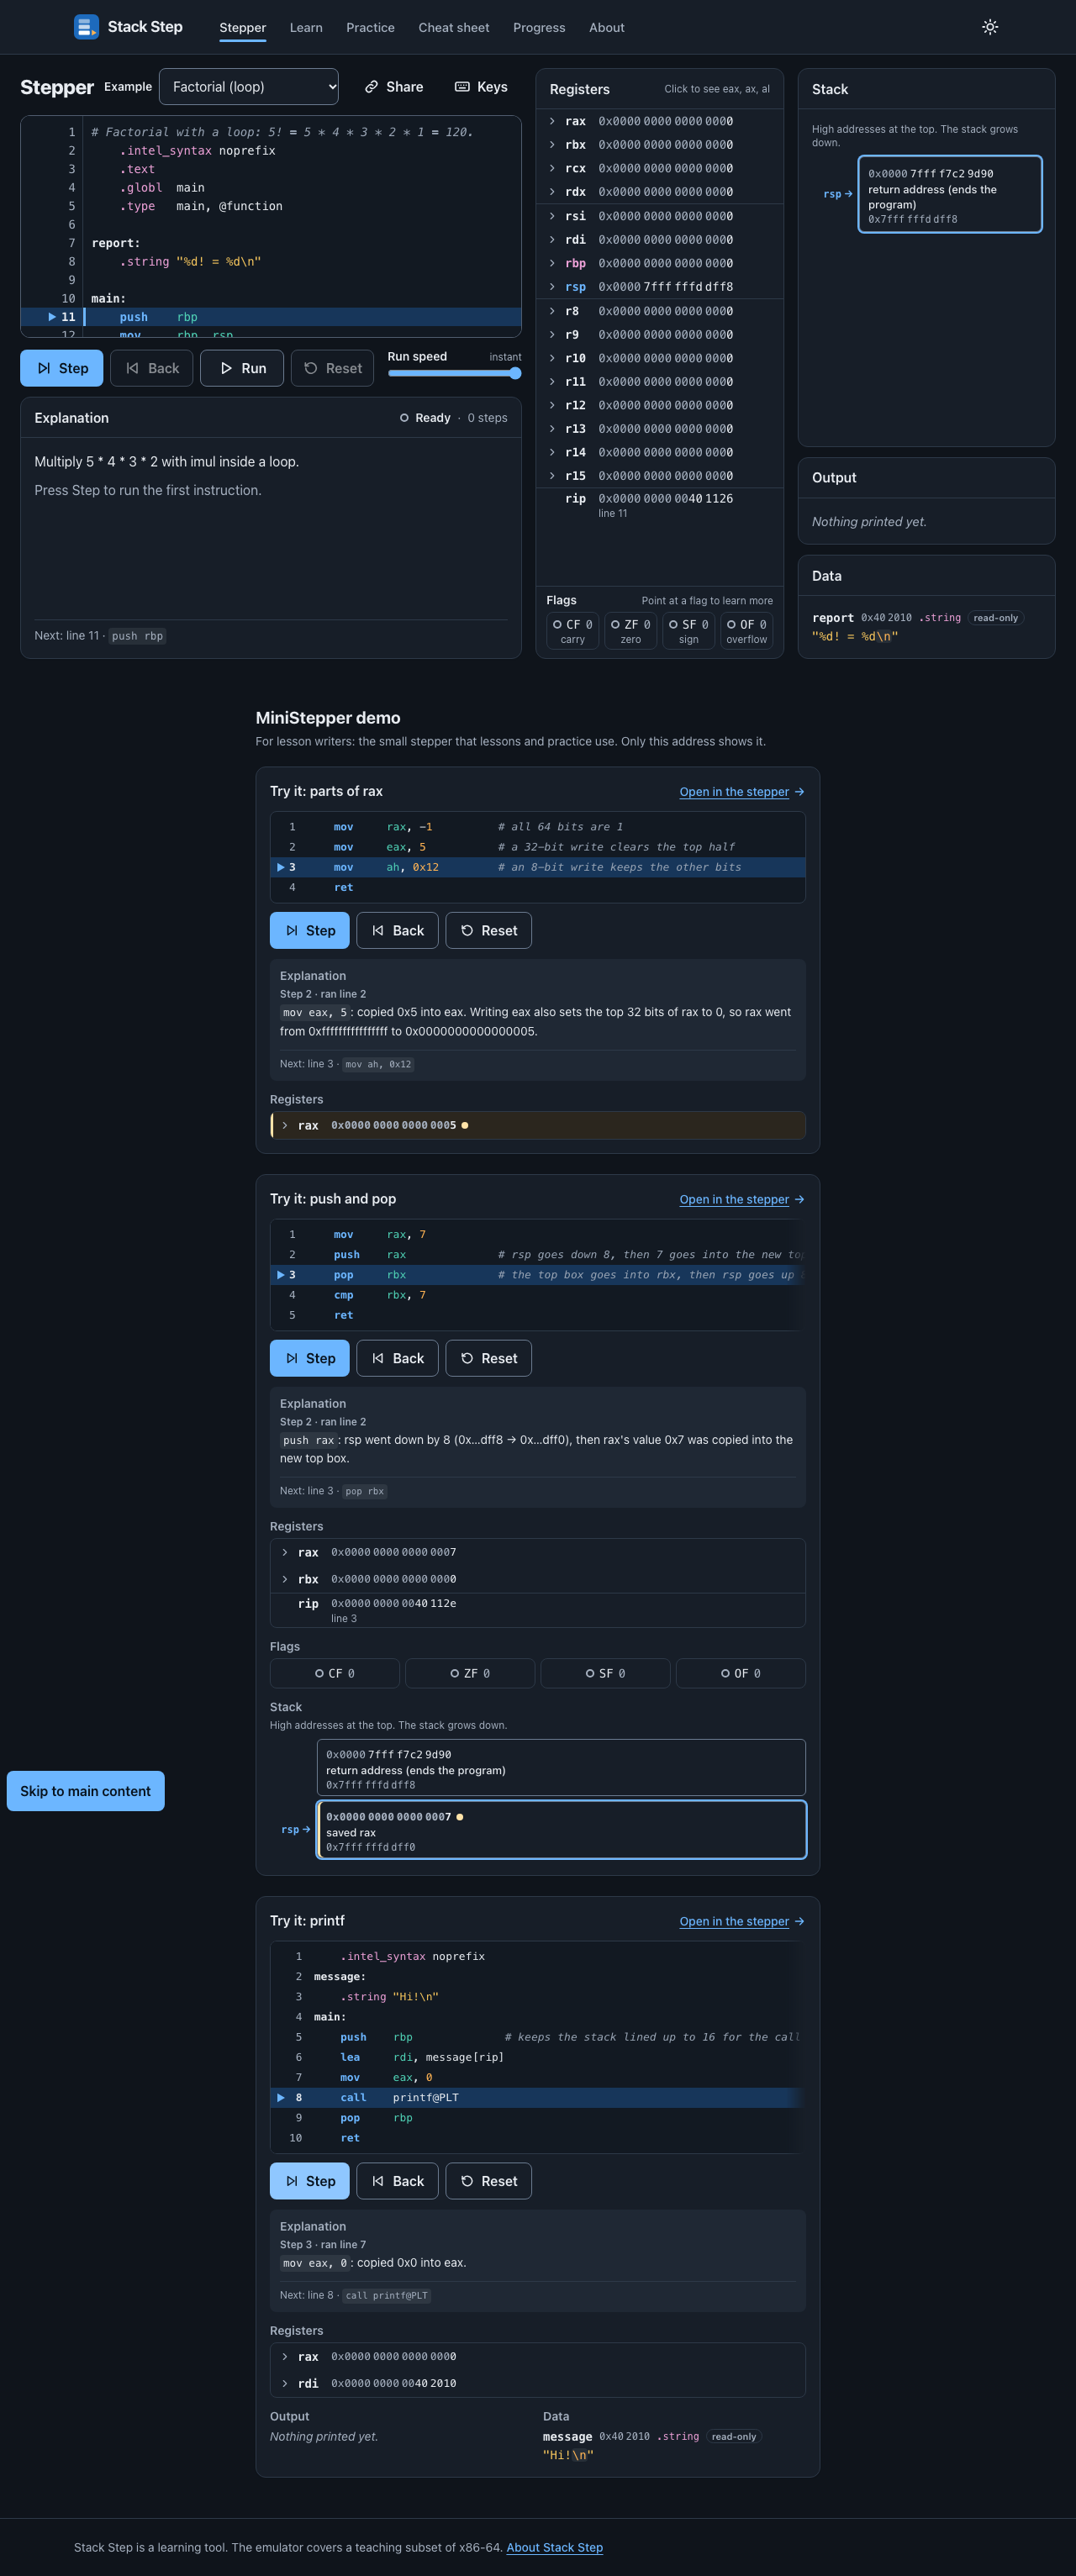 Stack Step
Stepper Learn Practice Cheat sheet Progress About
Stepper Example Factorial (loop) Share Keys
1 # Factorial with a loop: 5! = 5 * 4 * 3 * 2 * 1 = 120.
2 .intel_syntax noprefix
3 .text
4 .globl main
5 .type main, @function
6
7 report:
8 .string "%d! = %d\n"
9
10 main:
11 push rbp
12 mov rbp, rsp
Step Back Run Reset Run speed instant
Explanation Ready · 0 steps
Multiply 5 * 4 * 3 * 2 with imul inside a loop.
Press Step to run the first instruction.
Next: line 11 · push rbp
Registers Click to see eax, ax, al
rax 0x0000 0000 0000 0000
rbx 0x0000 0000 0000 0000
rcx 0x0000 0000 0000 0000
rdx 0x0000 0000 0000 0000
rsi 0x0000 0000 0000 0000
rdi 0x0000 0000 0000 0000
rbp 0x0000 0000 0000 0000
rsp 0x0000 7fff fffd dff8
r8 0x0000 0000 0000 0000
r9 0x0000 0000 0000 0000
r10 0x0000 0000 0000 0000
r11 0x0000 0000 0000 0000
r12 0x0000 0000 0000 0000
r13 0x0000 0000 0000 0000
r14 0x0000 0000 0000 0000
r15 0x0000 0000 0000 0000
rip 0x0000 0000 0040 1126
line 11
Flags Point at a flag to learn more
CF 0 ZF 0 SF 0 OF 0
carry zero sign overflow
Stack
High addresses at the top. The stack grows
down.
0x0000 7fff f7c2 9d90
rsp → return address (ends the
program)
0x7fff fffd dff8
Output
Nothing printed yet.
Data
report 0x40 2010 .string read-only
"%d! = %d\n"
MiniStepper demo
For lesson writers: the small stepper that lessons and practice use. Only this address shows it.
Try it: parts of rax Open in the stepper →
1 mov rax, -1 # all 64 bits are 1
2 mov eax, 5 # a 32-bit write clears the top half
3 mov ah, 0x12 # an 8-bit write keeps the other bits
4 ret
Step Back Reset
Explanation
Step 2 · ran line 2
mov eax, 5: copied 0x5 into eax. Writing eax also sets the top 32 bits of rax to 0, so rax went
from 0xffffffffffffffff to 0x0000000000000005.
Next: line 3 · mov ah, 0x12
Registers
rax 0x0000 0000 0000 0005
Try it: push and pop Open in the stepper →
1 mov rax, 7
2 push rax # rsp goes down 8, then 7 goes into the new top
3 pop rbx # the top box goes into rbx, then rsp goes up 8
4 cmp rbx, 7
5 ret
Step Back Reset
Explanation
Step 2 · ran line 2
push rax: rsp went down by 8 (0x…dff8 → 0x…dff0), then rax's value 0x7 was copied into the
new top box.
Next: line 3 · pop rbx
Registers
rax 0x0000 0000 0000 0007
rbx 0x0000 0000 0000 0000
rip 0x0000 0000 0040 112e
line 3
Flags
CF 0 ZF 0 SF 0 OF 0
Stack
High addresses at the top. The stack grows down.
0x0000 7fff f7c2 9d90
return address (ends the program)
0x7fff fffd dff8
Skip to main content
0x0000 0000 0000 0007
rsp → saved rax
0x7fff fffd dff0
Try it: printf Open in the stepper →
1 .intel_syntax noprefix
2 message:
3 .string "Hi!\n"
4 main:
5 push rbp # keeps the stack lined up to 16 for the call
6 lea rdi, message[rip]
7 mov eax, 0
8 call printf@PLT
9 pop rbp
10 ret
Step Back Reset
Explanation
Step 3 · ran line 7
mov eax, 0: copied 0x0 into eax.
Next: line 8 · call printf@PLT
Registers
rax 0x0000 0000 0000 0000
rdi 0x0000 0000 0040 2010
Output Data
Nothing printed yet. message 0x40 2010 .string read-only
"Hi!\n"
Stack Step is a learning tool. The emulator covers a teaching subset of x86-64. About Stack Step